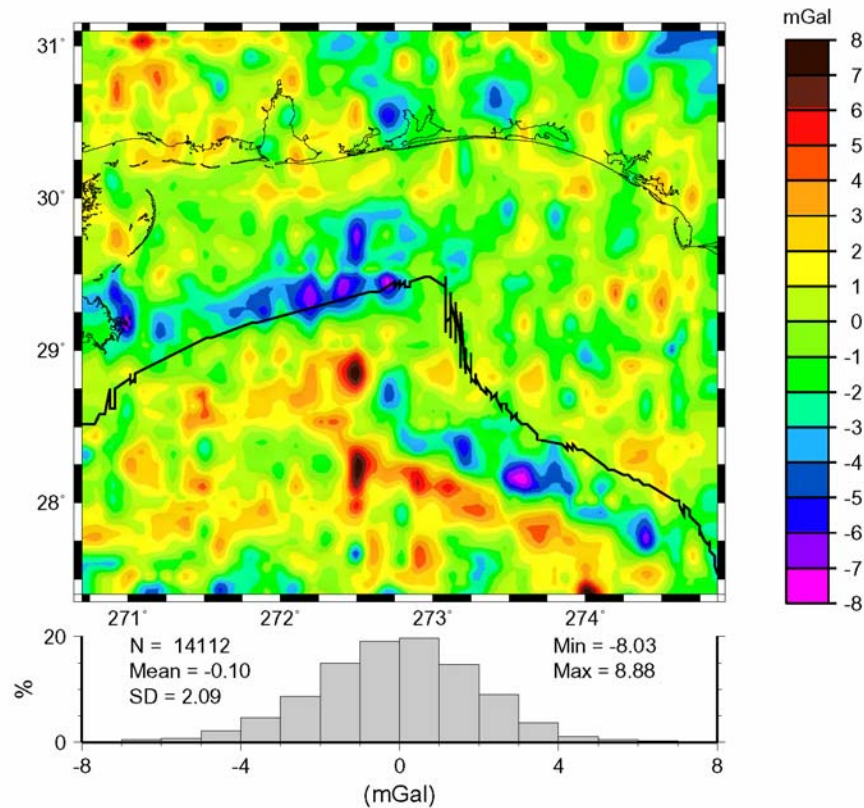 mGal
31°
30°
29°
28°
8
7
6
5
4
3
2
1
0
-1
-2
-3
-4
-5
-6
-7
-8
271° 272° 273° 274°
20
0
%
N = 14112
Mean = -0.10
SD = 2.09
Min = -8.03
Max = 8.88
-8 -4 0 4 8
(mGal)